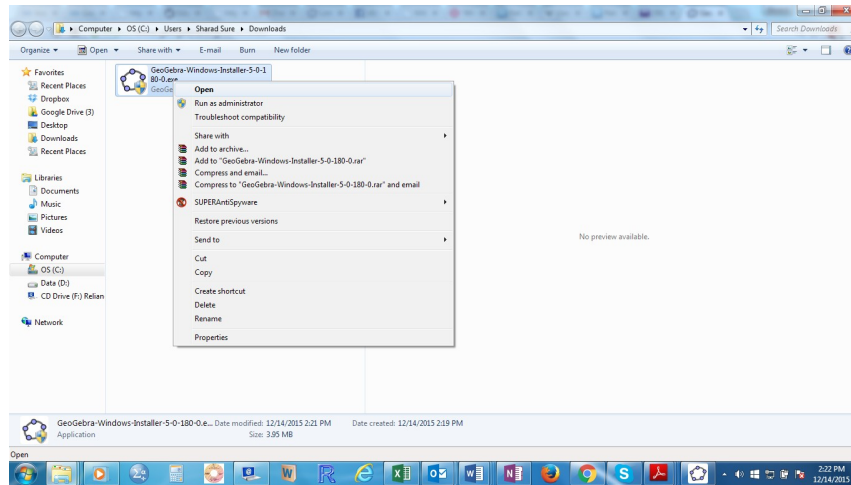 Computer ▸ OS (C:) ▸ Users ▸ Sharad Sure ▸ Downloads
Search Downloads
Organize Open Share with E-mail Burn New folder
Favorites
Recent Places
Dropbox
Google Drive (3)
Desktop
Downloads
Recent Places
Libraries
Documents
Music
Pictures
Videos
Computer
OS (C:)
Data (D:)
CD Drive (F:) Relian
Network
GeoGebra-Windows-Installer-5-0-1
80-0.exe
GeoGe
Open
Run as administrator
Troubleshoot compatibility
Share with
Add to archive...
Add to "GeoGebra-Windows-Installer-5-0-180-0.rar"
Compress and email...
Compress to "GeoGebra-Windows-Installer-5-0-180-0.rar" and email
SUPERAntiSpyware
Restore previous versions
Send to
Cut
Copy
Create shortcut
Delete
Rename
Properties
No preview available.
GeoGebra-Windows-Installer-5-0-180-0.e... Date modified: 12/14/2015 2:21 PM Date created: 12/14/2015 2:19 PM
Application Size: 3.95 MB
Open
2:22 PM
12/14/2015